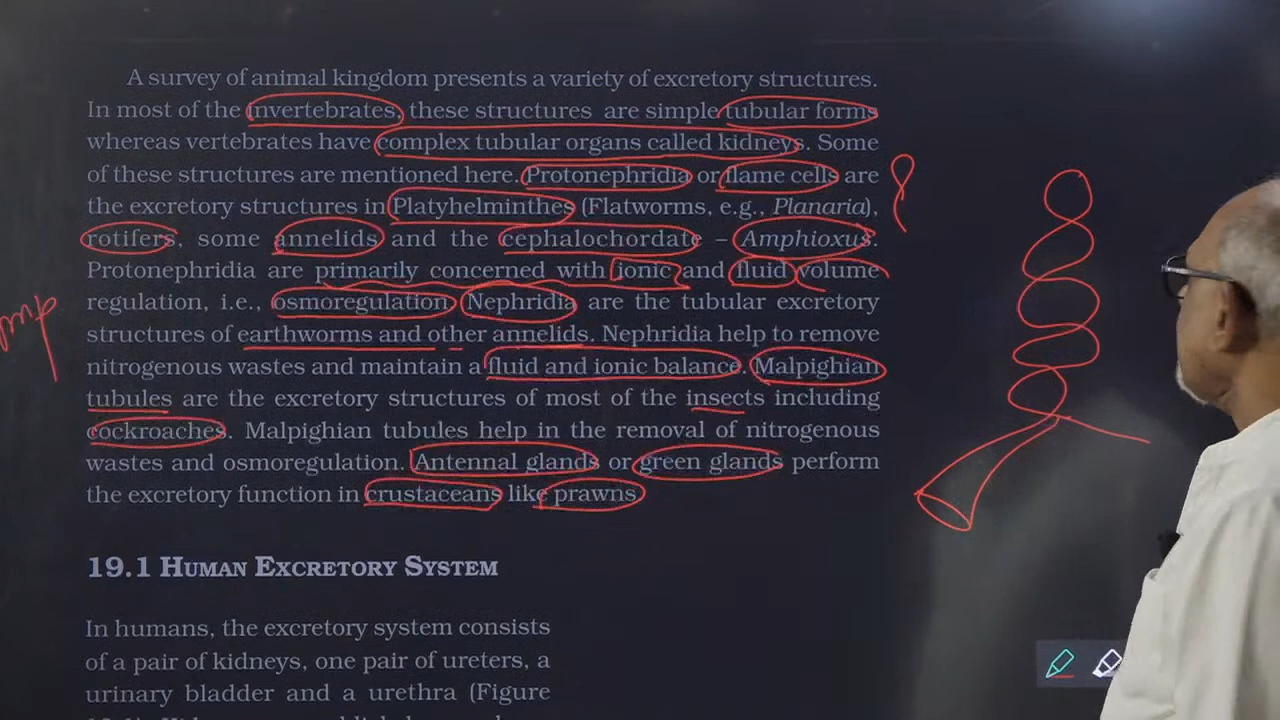 A survey of animal kingdom presents a variety of excretory structures.
In most of the invertebrates, these structures are simple tubular forms
whereas vertebrates have complex tubular organs called kidneys. Some
of these structures are mentioned here. Protonephridia or flame cells are
the excretory structures in Platyhelminthes (Flatworms, e.g., Planaria),
rotifers, some annelids and the cephalochordate – Amphioxus.
Protonephridia are primarily concerned with ionic and fluid volume
regulation, i.e., osmoregulation. Nephridia are the tubular excretory
structures of earthworms and other annelids. Nephridia help to remove
nitrogenous wastes and maintain a fluid and ionic balance. Malpighian
tubules are the excretory structures of most of the insects including
cockroaches. Malpighian tubules help in the removal of nitrogenous
wastes and osmoregulation. Antennal glands or green glands perform
the excretory function in crustaceans like prawns.
mp
19.1 HUMAN EXCRETORY SYSTEM
In humans, the excretory system consists
of a pair of kidneys, one pair of ureters, a
urinary bladder and a urethra (Figure